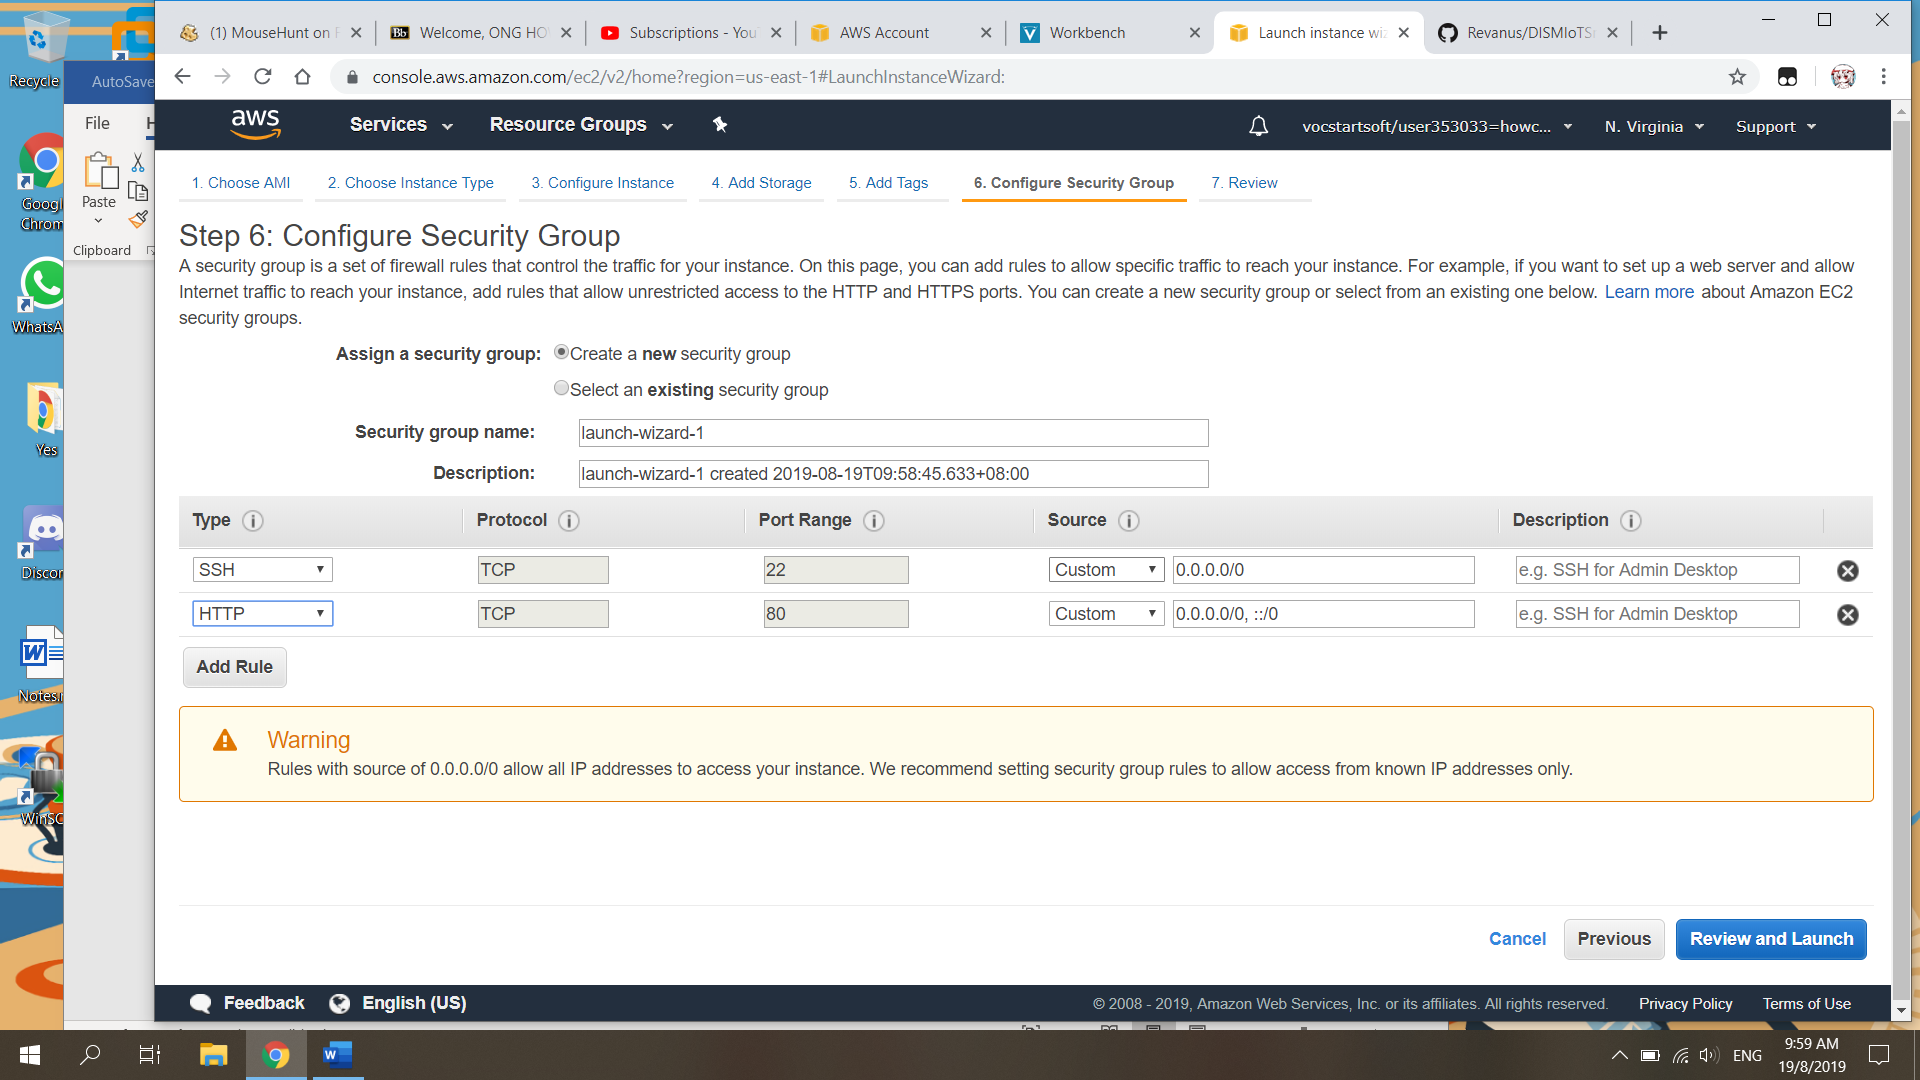 (1) MouseHunt on F
Welcome, ONG HO
Subscriptions - You
AWS Account
Workbench
Launch instance wiz
Revanus/DISMIoTS
console.aws.amazon.com/ec2/v2/home?region=us-east-1#LaunchInstanceWizard:
aws
Services
Resource Groups
vocstartsoft/user353033=howc...
N. Virginia
Support
1. Choose AMI
2. Choose Instance Type
3. Configure Instance
4. Add Storage
5. Add Tags
6. Configure Security Group
7. Review
Step 6: Configure Security Group
A security group is a set of firewall rules that control the traffic for your instance. On this page, you can add rules to allow specific traffic to reach your instance. For example, if you want to set up a web server and allow
Internet traffic to reach your instance, add rules that allow unrestricted access to the HTTP and HTTPS ports. You can create a new security group or select from an existing one below. Learn more about Amazon EC2
security groups.
Assign a security group:
Create a new security group
Select an existing security group
Security group name:
launch-wizard-1
Description:
launch-wizard-1 created 2019-08-19T09:58:45.633+08:00
Type
Protocol
Port Range
Source
Description
SSH
TCP
22
Custom
0.0.0.0/0
e.g. SSH for Admin Desktop
HTTP
TCP
80
Custom
0.0.0.0/0, ::/0
e.g. SSH for Admin Desktop
Add Rule
Warning
Rules with source of 0.0.0.0/0 allow all IP addresses to access your instance. We recommend setting security group rules to allow access from known IP addresses only.
Cancel
Previous
Review and Launch
Feedback
English (US)
© 2008 - 2019, Amazon Web Services, Inc. or its affiliates. All rights reserved.
Privacy Policy
Terms of Use
Recycle
Googl
Chrom
WhatsA
Yes
Discor
Notes.r
WinSC
AutoSave
File
H
Paste
Clipboard
ENG
9:59 AM
19/8/2019